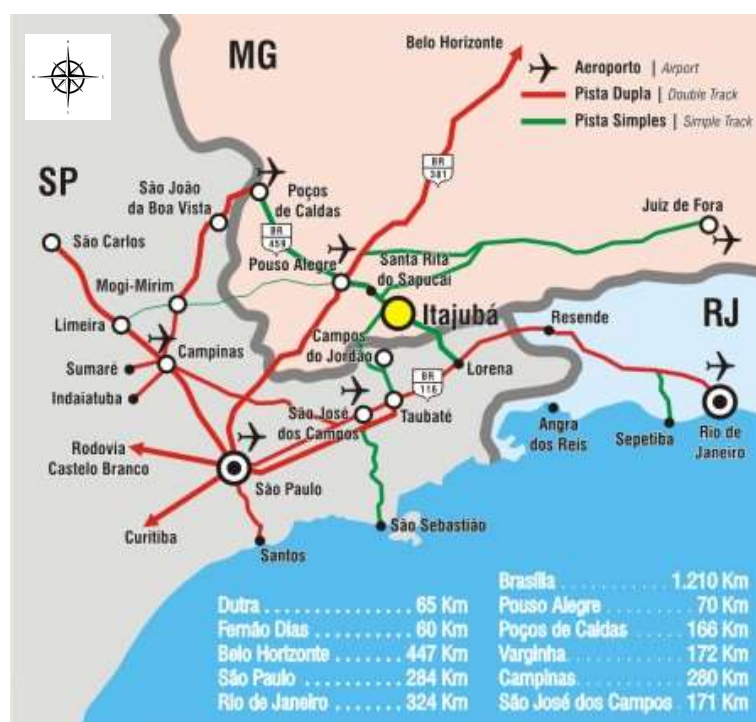 MG
SP
RJ
Belo Horizonte
Aeroporto | Airport
Pista Dupla | Double Track
Pista Simples | Simple Track
BR
381
São João
da Boa Vista
Poços
de Caldas
Juiz de Fora
São Carlos
BR
459
Pouso Alegre
Santa Rita
do Sapucaí
Mogi-Mirim
Itajubá
Limeira
Campos
do Jordão
Resende
Campinas
Sumaré
BR
116
Lorena
Indaiatuba
São José
dos Campos
Taubaté
Angra
dos Reis
Sepetiba
Rio de
Janeiro
Rodovia
Castelo Branco
São Paulo
Curitiba
Santos
São Sebastião
Dutra . . . . . . . . . . . . . . . 65 Km
Fernão Dias . . . . . . . . . 60 Km
Belo Horizonte . . . . . . . 447 Km
São Paulo . . . . . . . . . . 284 Km
Rio de Janeiro . . . . . . . 324 Km
Brasília . . . . . . . . . . . 1.210 Km
Pouso Alegre . . . . . . . . . . 70 Km
Poços de Caldas . . . . . . . 166 Km
Varginha . . . . . . . . . . . . . 172 Km
Campinas . . . . . . . . . . . . 280 Km
São José dos Campos . 171 Km